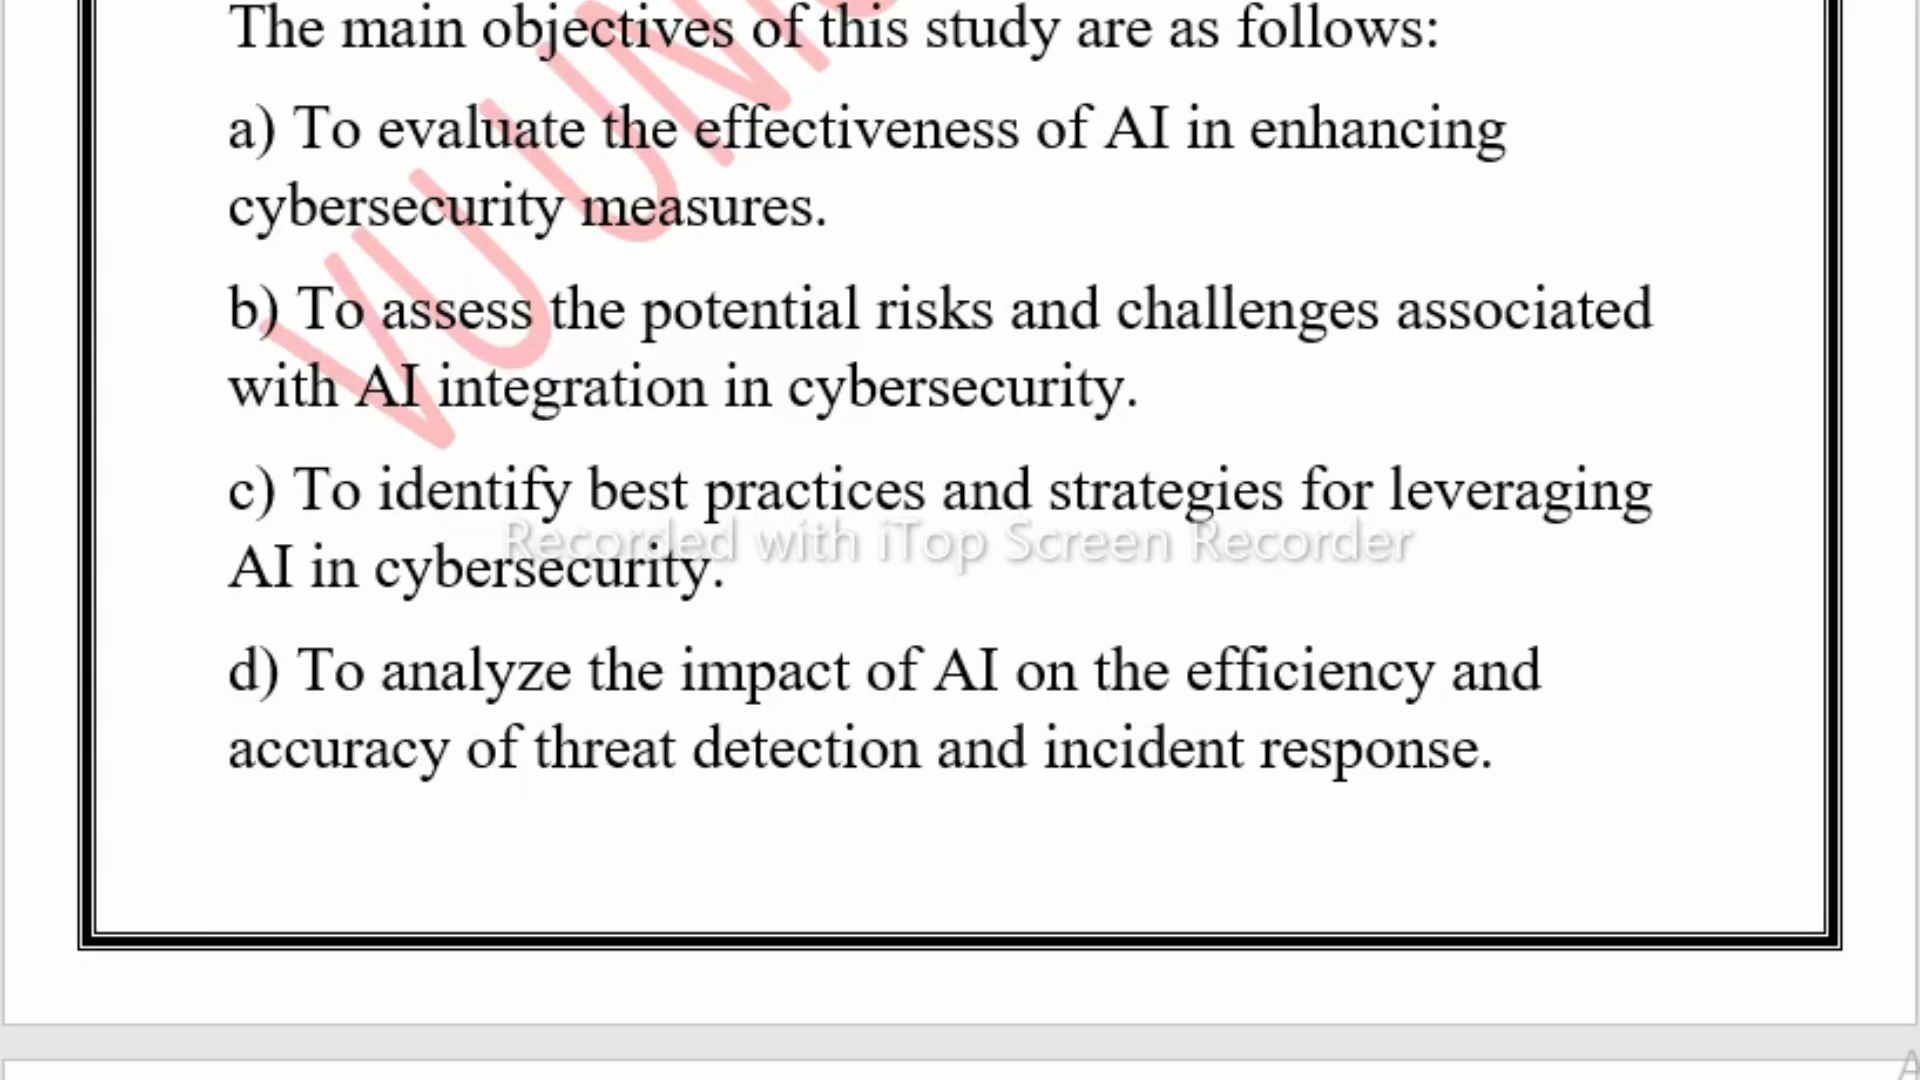 The main objectives of this study are as follows:
a) To evaluate the effectiveness of AI in enhancing
cybersecurity measures.
b) To assess the potential risks and challenges associated
with AI integration in cybersecurity.
c) To identify best practices and strategies for leveraging
Recorded with iTop Screen Recorder
AI in cybersecurity.
d) To analyze the impact of AI on the efficiency and
accuracy of threat detection and incident response.
VU